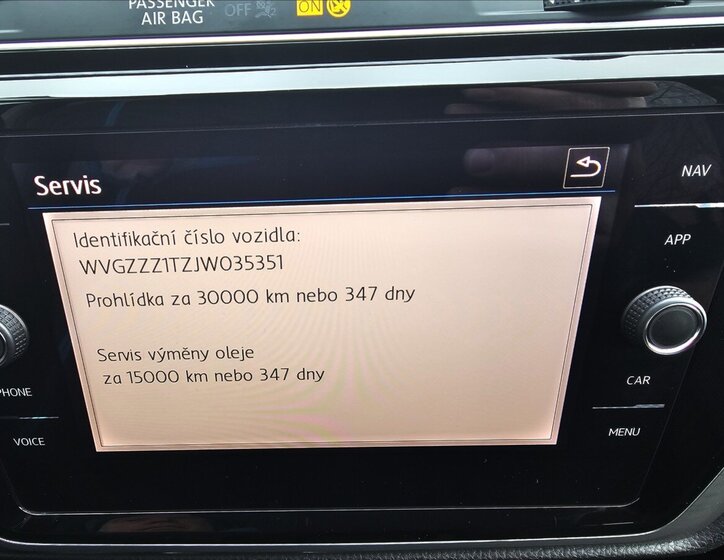 PASSENGER
AIR BAG OFF ON
Servis
NAV
Identifikační číslo vozidla:
WVGZZZ1TZJW035351
APP
Prohlídka za 30000 km nebo 347 dny
Servis výměny oleje
za 15000 km nebo 347 dny
PHONE
CAR
VOICE
MENU